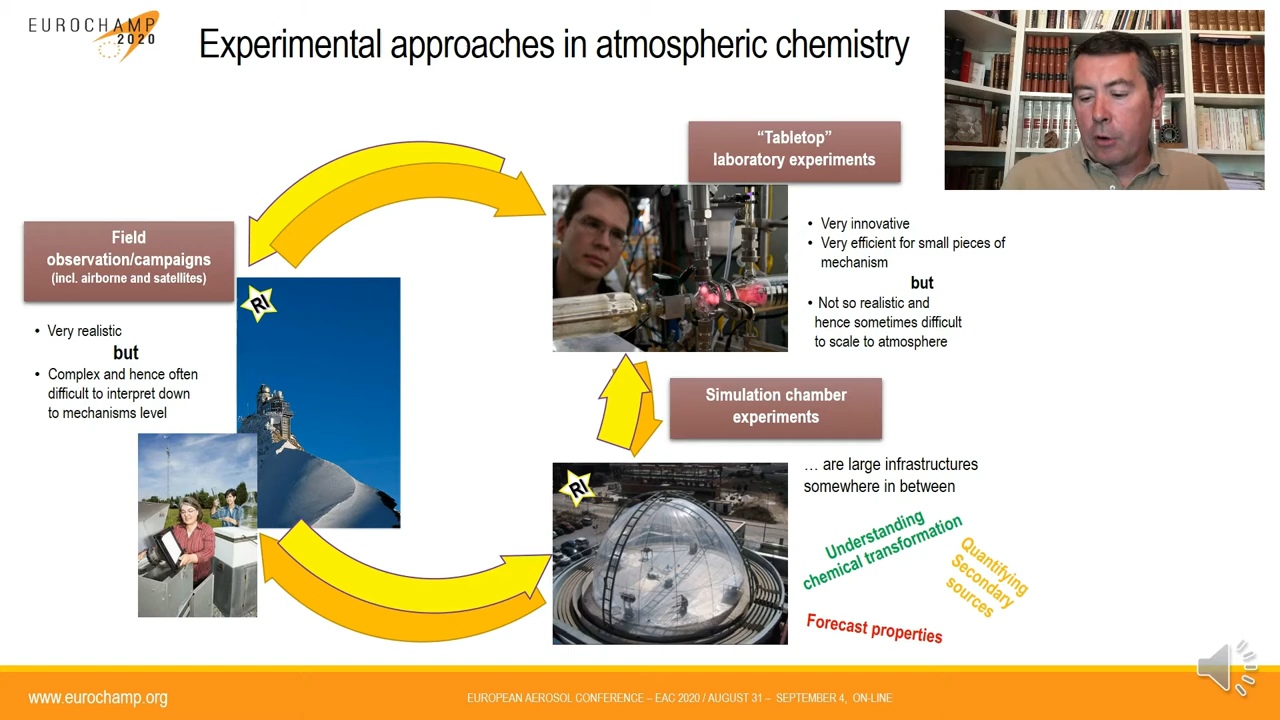 EUROCHAMP
2020
Experimental approaches in atmospheric chemistry
“Tabletop”
laboratory experiments
• Very innovative
• Very efficient for small pieces of
mechanism
but
• Not so realistic and
hence sometimes difficult
to scale to atmosphere
Field
observation/campaigns
(incl. airborne and satellites)
RI
• Very realistic
but
• Complex and hence often
difficult to interpret down
to mechanisms level
Simulation chamber
experiments
RI
… are large infrastructures
somewhere in between
Understanding
chemical transformation
Quantifying
Secondary
sources
Forecast properties
www.eurochamp.org
EUROPEAN AEROSOL CONFERENCE – EAC 2020 / AUGUST 31 – SEPTEMBER 4, ON-LINE